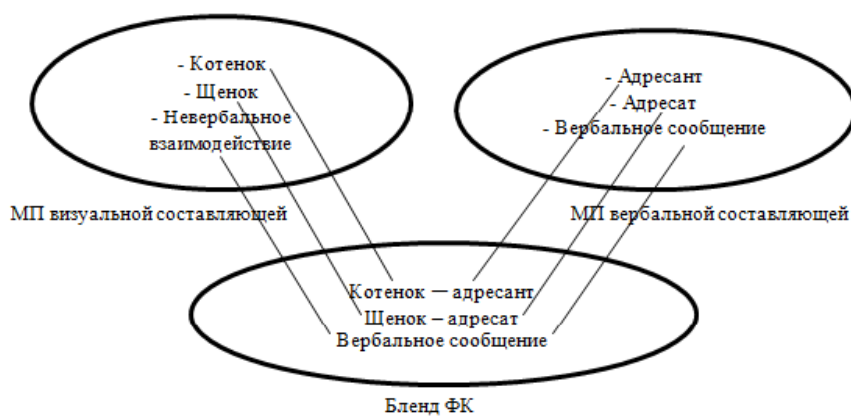 - Котенок
- Щенок
- Невербальное
взаимодействие
МП визуальной составляющей
- Адресант
- Адресат
- Вербальное сообщение
МП вербальной составляющей
Котенок — адресант
Щенок – адресат
Вербальное сообщение
Бленд ФК